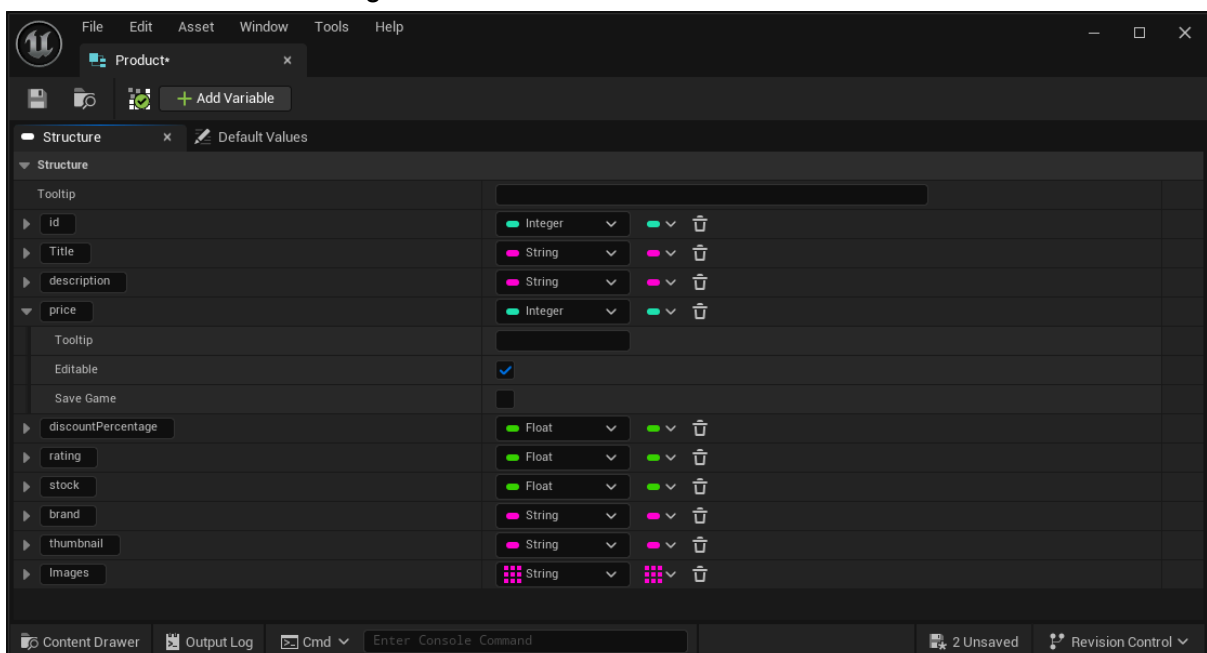 File Edit Asset Window Tools Help
Product*
+ Add Variable
Structure Default Values
Structure
Tooltip
id Integer
Title String
description String
price Integer
Tooltip
Editable
Save Game
discountPercentage Float
rating Float
stock Float
brand String
thumbnail String
Images String
Content Drawer Output Log Cmd Enter Console Command 2 Unsaved Revision Control